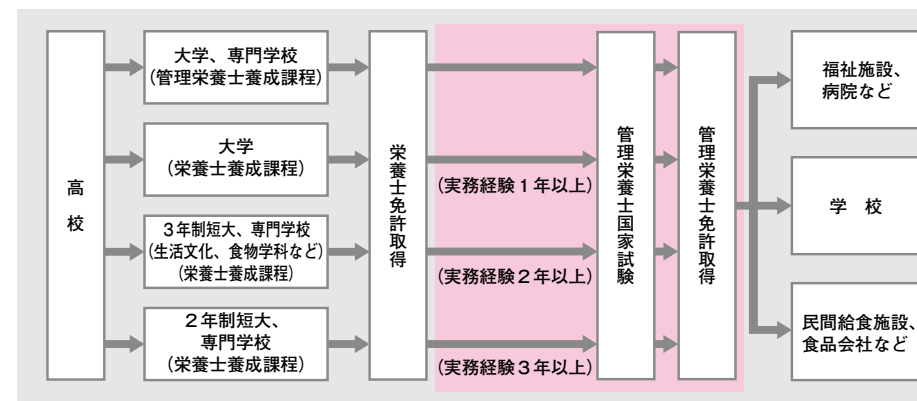 高校
大学、専門学校
(管理栄養士養成課程)
大学
(栄養士養成課程)
3年制短大、専門学校
(生活文化、食物学科など)
(栄養士養成課程)
2年制短大、
専門学校
(栄養士養成課程)
栄養士免許取得
(実務経験1年以上)
(実務経験2年以上)
(実務経験3年以上)
管理栄養士国家試験
管理栄養士免許取得
福祉施設、
病院など
学 校
民間給食施設、
食品会社など